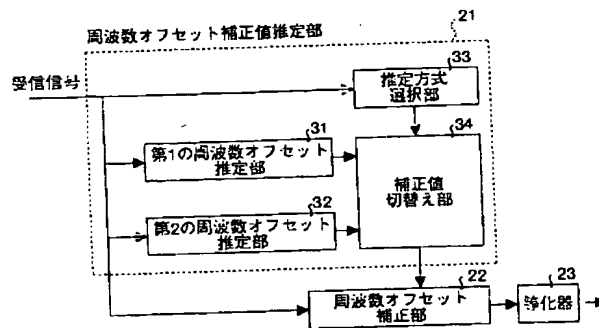 21
周波数オフセット補正値推定部
受信信号
33
推定方式
選択部
31
第1の周波数オフセット
推定部
34
補正値
切替え部
32
第2の周波数オフセット
推定部
22
周波数オフセット
補正部
23
等化器